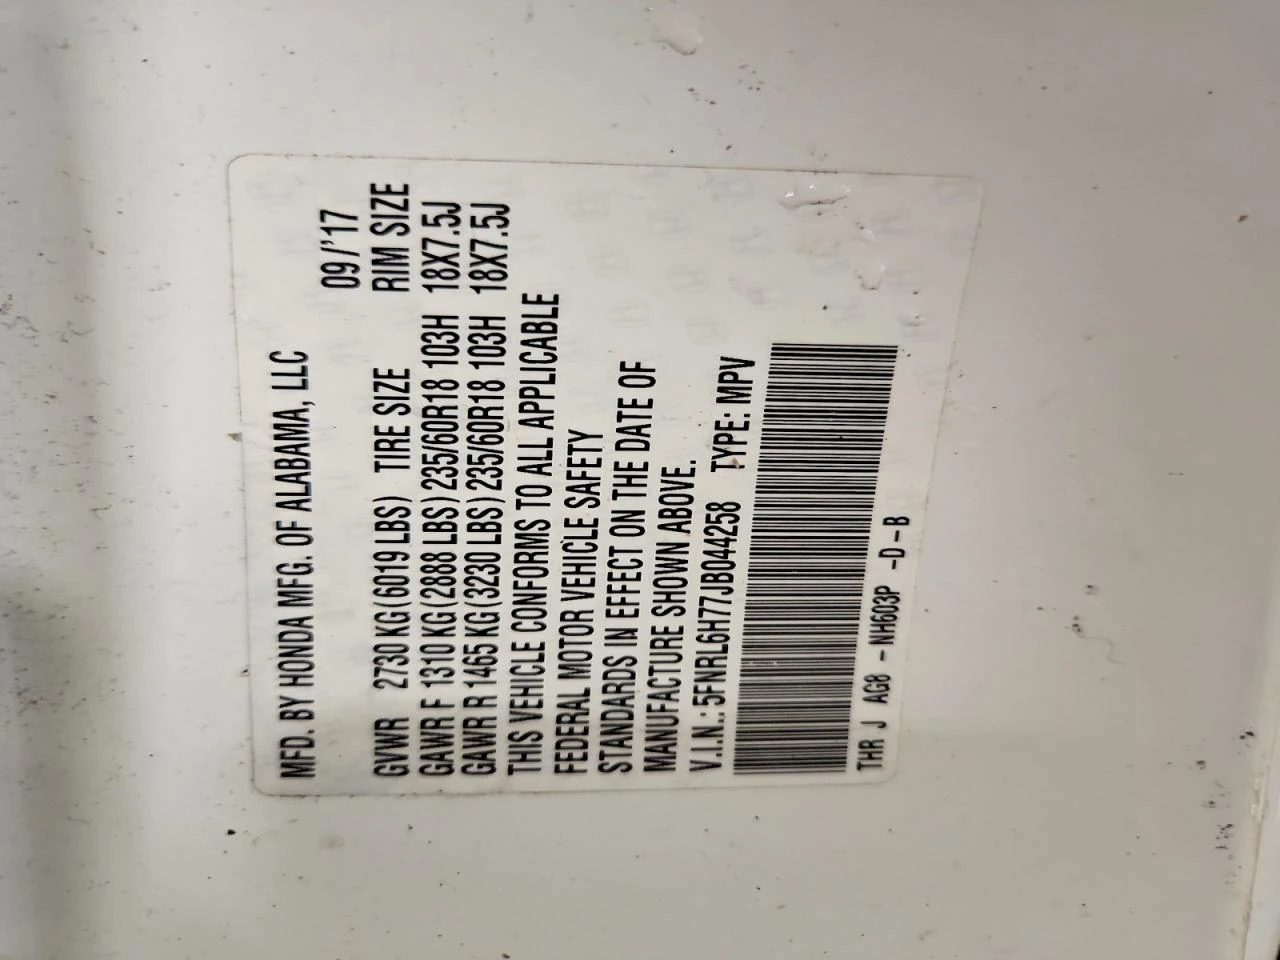 MFD. BY HONDA MFG. OF ALABAMA, LLC
09/'17
GVWR 2730 KG(6019 LBS) TIRE SIZE RIM SIZE
GAWR F 1310 KG(2888 LBS) 235/60R18 103H 18X7.5J
GAWR R 1465 KG(3230 LBS) 235/60R18 103H 18X7.5J
THIS VEHICLE CONFORMS TO ALL APPLICABLE
FEDERAL MOTOR VEHICLE SAFETY
STANDARDS IN EFFECT ON THE DATE OF
MANUFACTURE SHOWN ABOVE.
V.I.N.: 5FNRL6H77JB044258 TYPE: MPV
THR J AG8 -NH603P -D-B